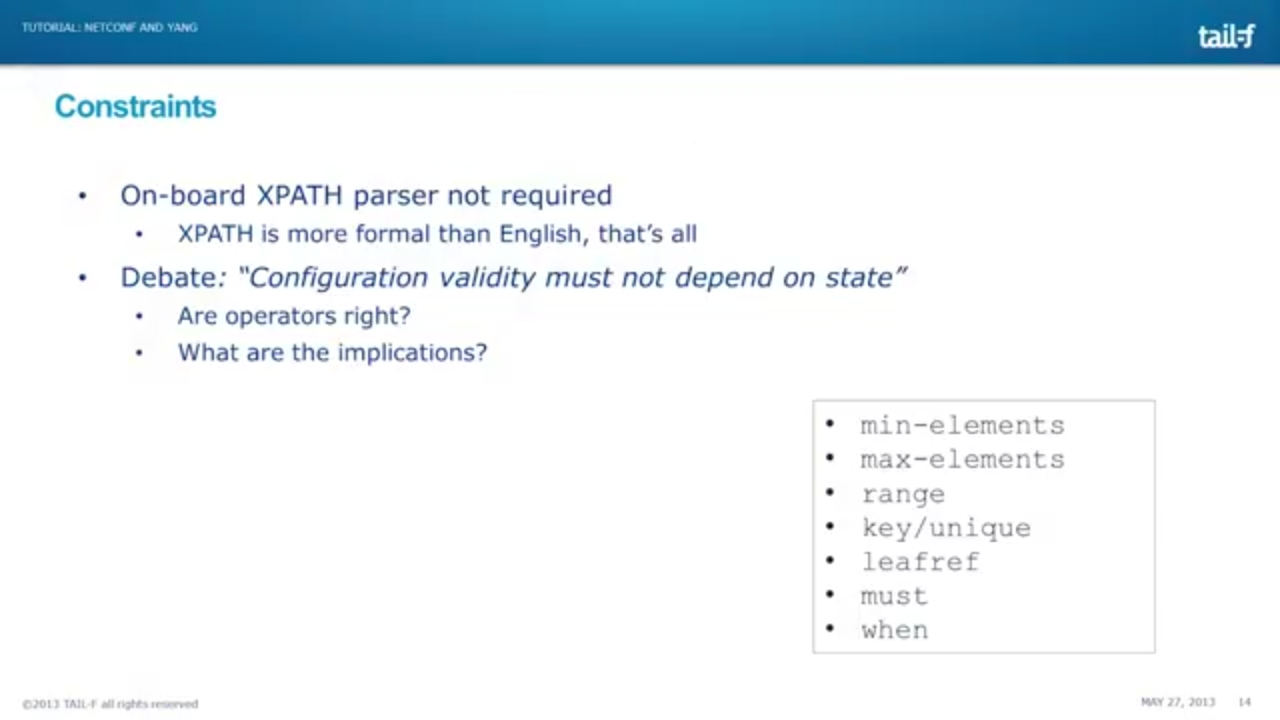 TUTORIAL: NETCONF AND YANG
tail-f
Constraints
• On-board XPATH parser not required
• XPATH is more formal than English, that’s all
• Debate: “Configuration validity must not depend on state”
• Are operators right?
• What are the implications?
• min-elements
• max-elements
• range
• key/unique
• leafref
• must
• when
©2013 TAIL-F all rights reserved
MAY 27, 2013 14